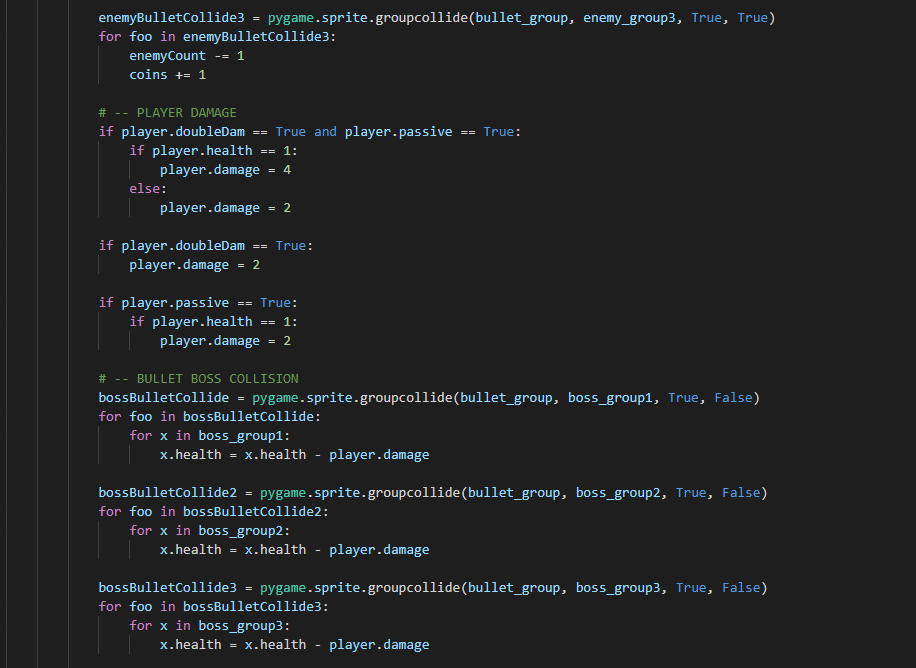 enemyBulletCollide3 = pygame.sprite.groupcollide(bullet_group, enemy_group3, True, True)
for foo in enemyBulletCollide3:
    enemyCount -= 1
    coins += 1

# -- PLAYER DAMAGE
if player.doubleDam == True and player.passive == True:
    if player.health == 1:
        player.damage = 4
    else:
        player.damage = 2

if player.doubleDam == True:
    player.damage = 2

if player.passive == True:
    if player.health == 1:
        player.damage = 2

# -- BULLET BOSS COLLISION
bossBulletCollide = pygame.sprite.groupcollide(bullet_group, boss_group1, True, False)
for foo in bossBulletCollide:
    for x in boss_group1:
        x.health = x.health - player.damage

bossBulletCollide2 = pygame.sprite.groupcollide(bullet_group, boss_group2, True, False)
for foo in bossBulletCollide2:
    for x in boss_group2:
        x.health = x.health - player.damage

bossBulletCollide3 = pygame.sprite.groupcollide(bullet_group, boss_group3, True, False)
for foo in bossBulletCollide3:
    for x in boss_group3:
        x.health = x.health - player.damage